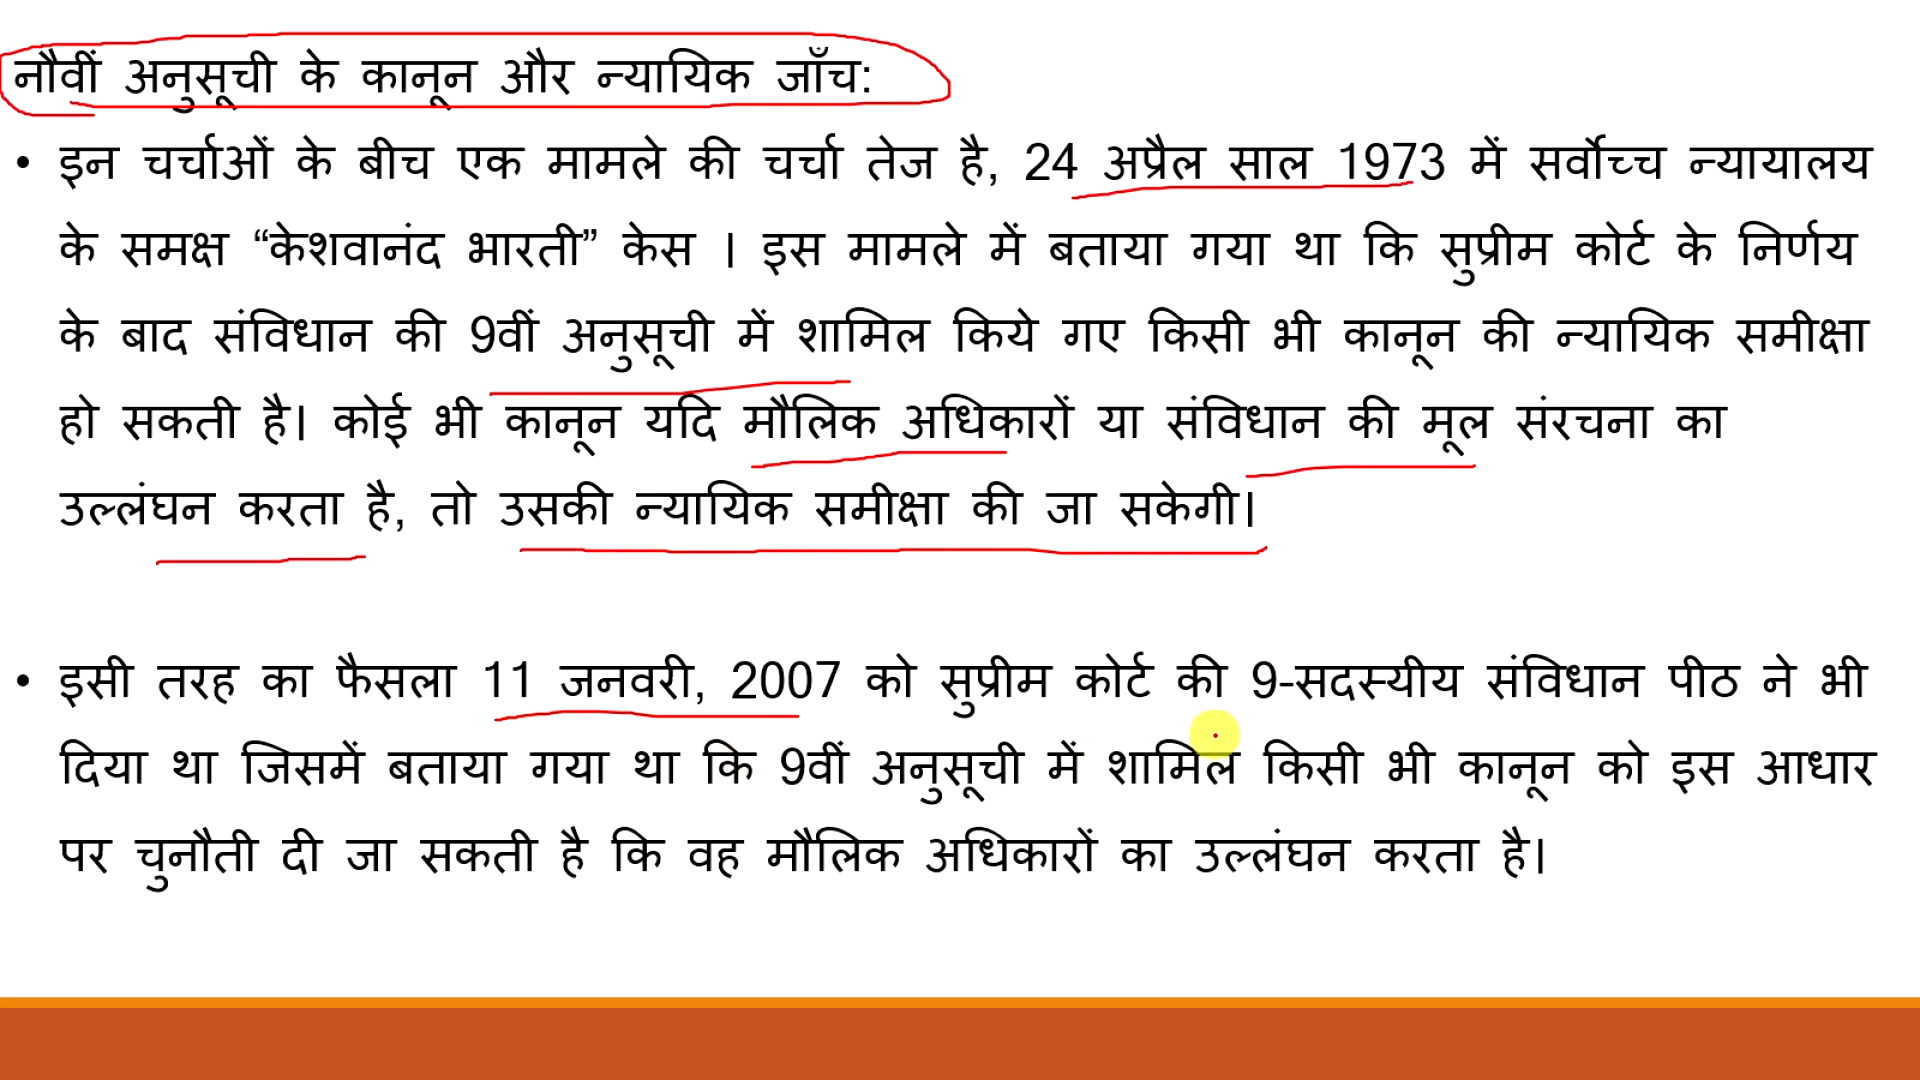 नौवीं अनुसूची के कानून और न्यायिक जाँच:
• इन चर्चाओं के बीच एक मामले की चर्चा तेज है, 24 अप्रैल साल 1973 में सर्वोच्च न्यायालय
के समक्ष “केशवानंद भारती” केस । इस मामले में बताया गया था कि सुप्रीम कोर्ट के निर्णय
के बाद संविधान की 9वीं अनुसूची में शामिल किये गए किसी भी कानून की न्यायिक समीक्षा
हो सकती है। कोई भी कानून यदि मौलिक अधिकारों या संविधान की मूल संरचना का
उल्लंघन करता है, तो उसकी न्यायिक समीक्षा की जा सकेगी।
• इसी तरह का फैसला 11 जनवरी, 2007 को सुप्रीम कोर्ट की 9-सदस्यीय संविधान पीठ ने भी
दिया था जिसमें बताया गया था कि 9वीं अनुसूची में शामिल किसी भी कानून को इस आधार
पर चुनौती दी जा सकती है कि वह मौलिक अधिकारों का उल्लंघन करता है।